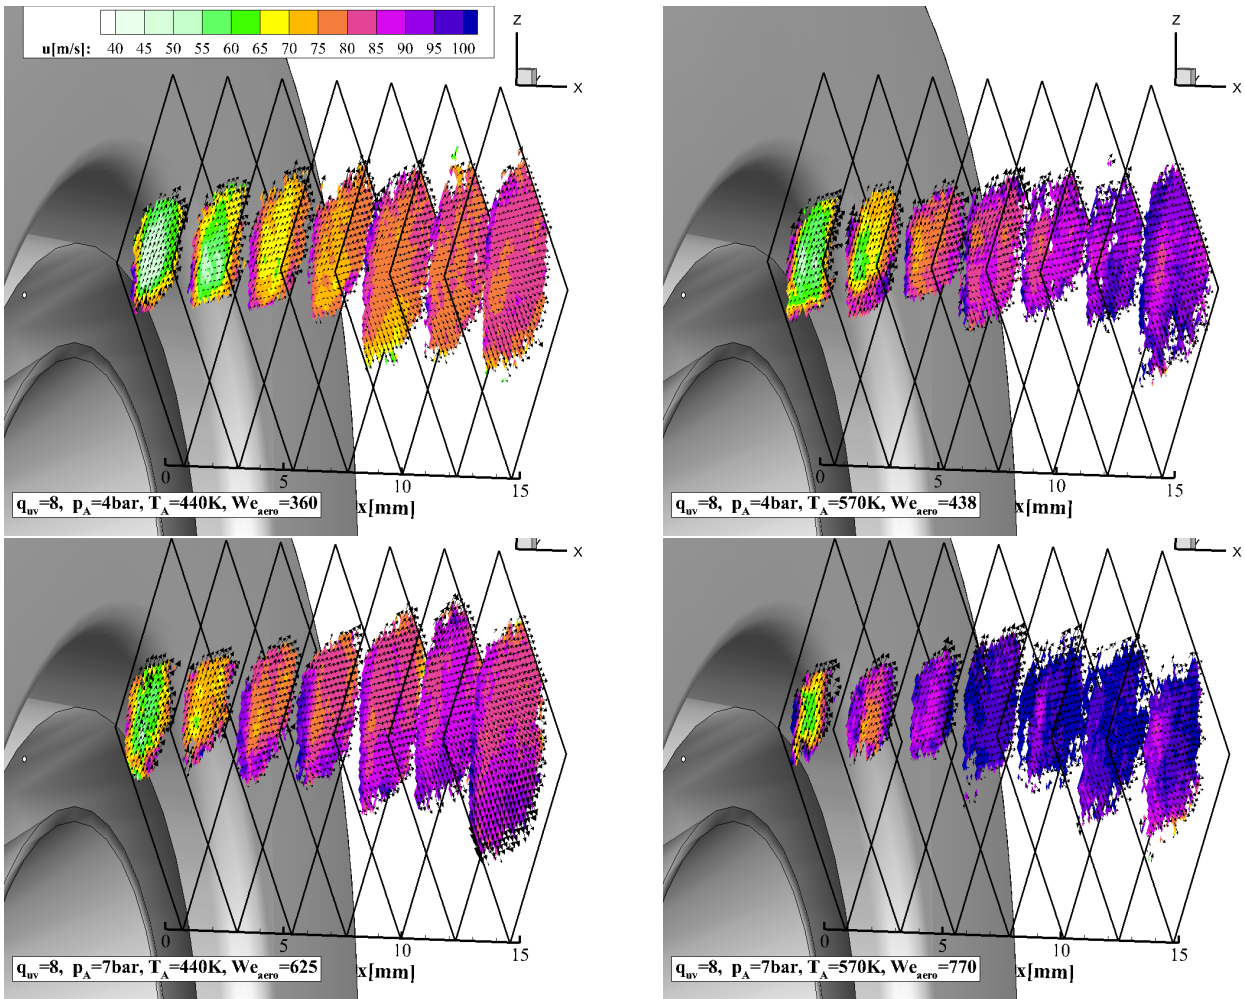 u[m/s]: 40 45 50 55 60 65 70 75 80 85 90 95 100
Z
Y
X
0 5 10 15
x[mm]
q_uv=8, p_A=4bar, T_A=440K, We_aero=360
Z
Y
X
0 5 10 15
x[mm]
q_uv=8, p_A=4bar, T_A=570K, We_aero=438
X
0 5 10 15
x[mm]
q_uv=8, p_A=7bar, T_A=440K, We_aero=625
X
0 5 10 15
x[mm]
q_uv=8, p_A=7bar, T_A=570K, We_aero=770